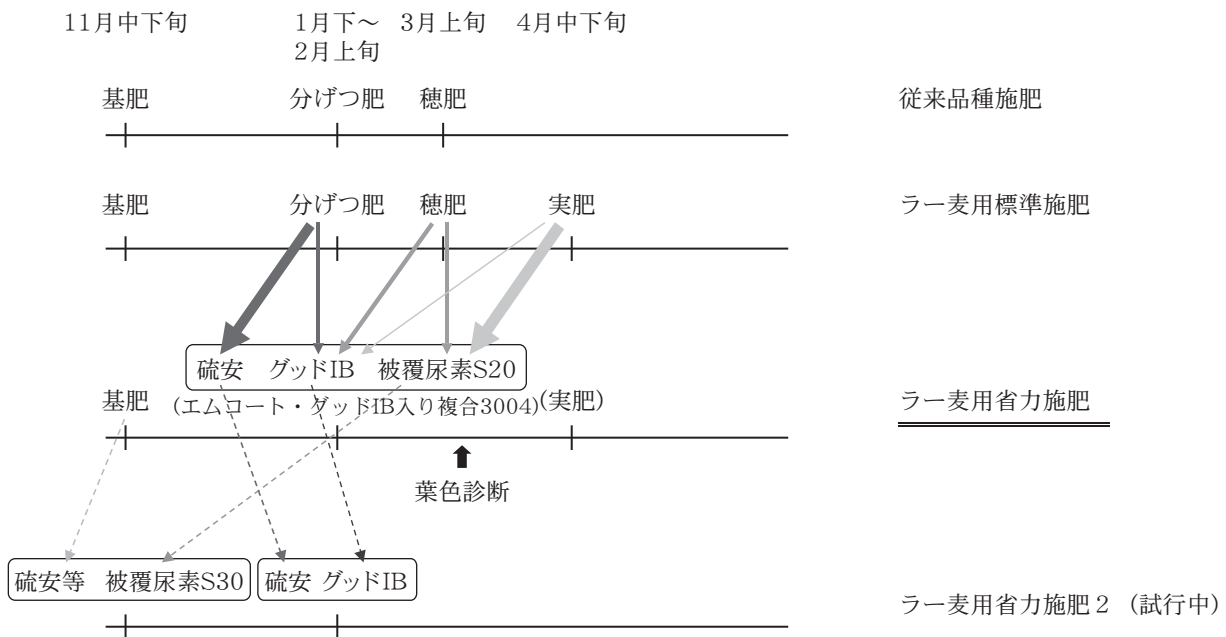 11月中下旬 1月下～ 3月上旬 4月中下旬
2月上旬
基肥 分げつ肥 穂肥 従来品種施肥
基肥 分げつ肥 穂肥 実肥 ラー麦用標準施肥
硫安 グッドIB 被覆尿素S20
基肥 (エムコート・グッドIB入り複合3004)(実肥) ラー麦用省力施肥
葉色診断
硫安等 被覆尿素S30 硫安 グッドIB
ラー麦用省力施肥２ (試行中)